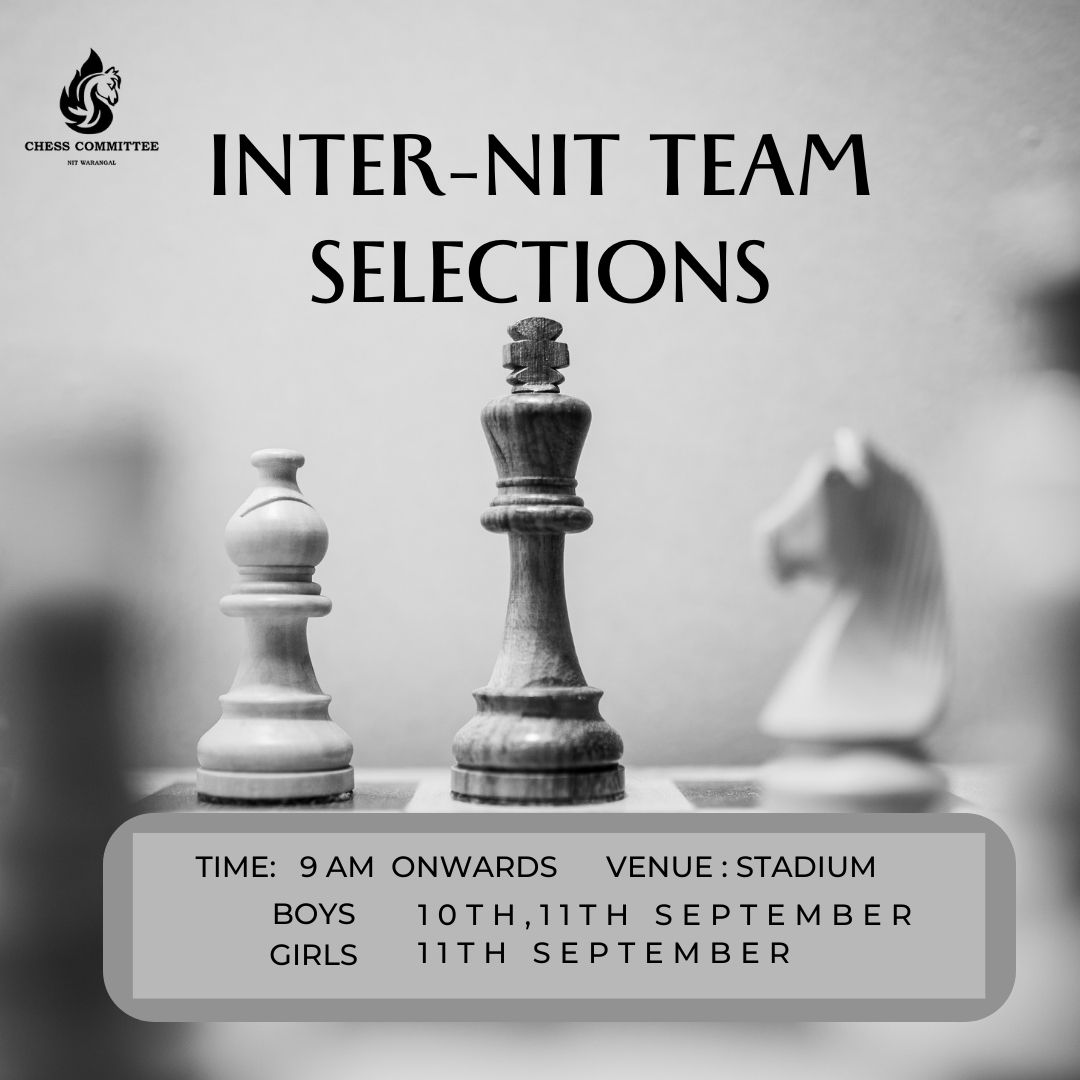 CHESS COMMITTEE
NIT WARANGAL
INTER-NIT TEAM
SELECTIONS
TIME: 9 AM ONWARDS VENUE : STADIUM
BOYS 10TH,11TH SEPTEMBER
GIRLS 11TH SEPTEMBER